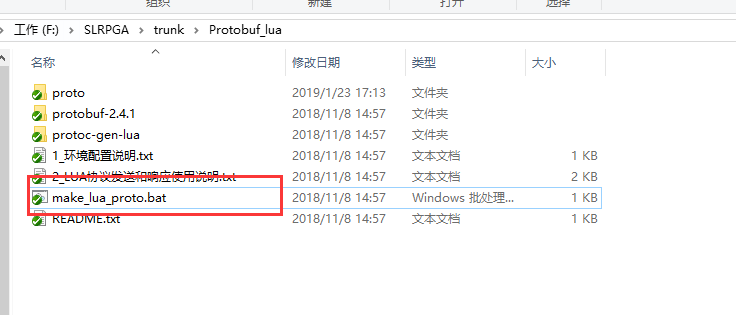 组织 新建 打开 选择
工作 (F:) > SLRPGA > trunk > Protobuf_lua
名称 修改日期 类型 大小
proto 2019/1/23 17:13 文件夹
protobuf-2.4.1 2018/11/8 14:57 文件夹
protoc-gen-lua 2018/11/8 14:57 文件夹
1_环境配置说明.txt 2018/11/8 14:57 文本文档 1 KB
2_LUA协议发送和响应使用说明.txt 2018/11/8 14:57 文本文档 2 KB
make_lua_proto.bat 2018/11/8 14:57 Windows 批处理... 1 KB
README.txt 2018/11/8 14:57 文本文档 1 KB